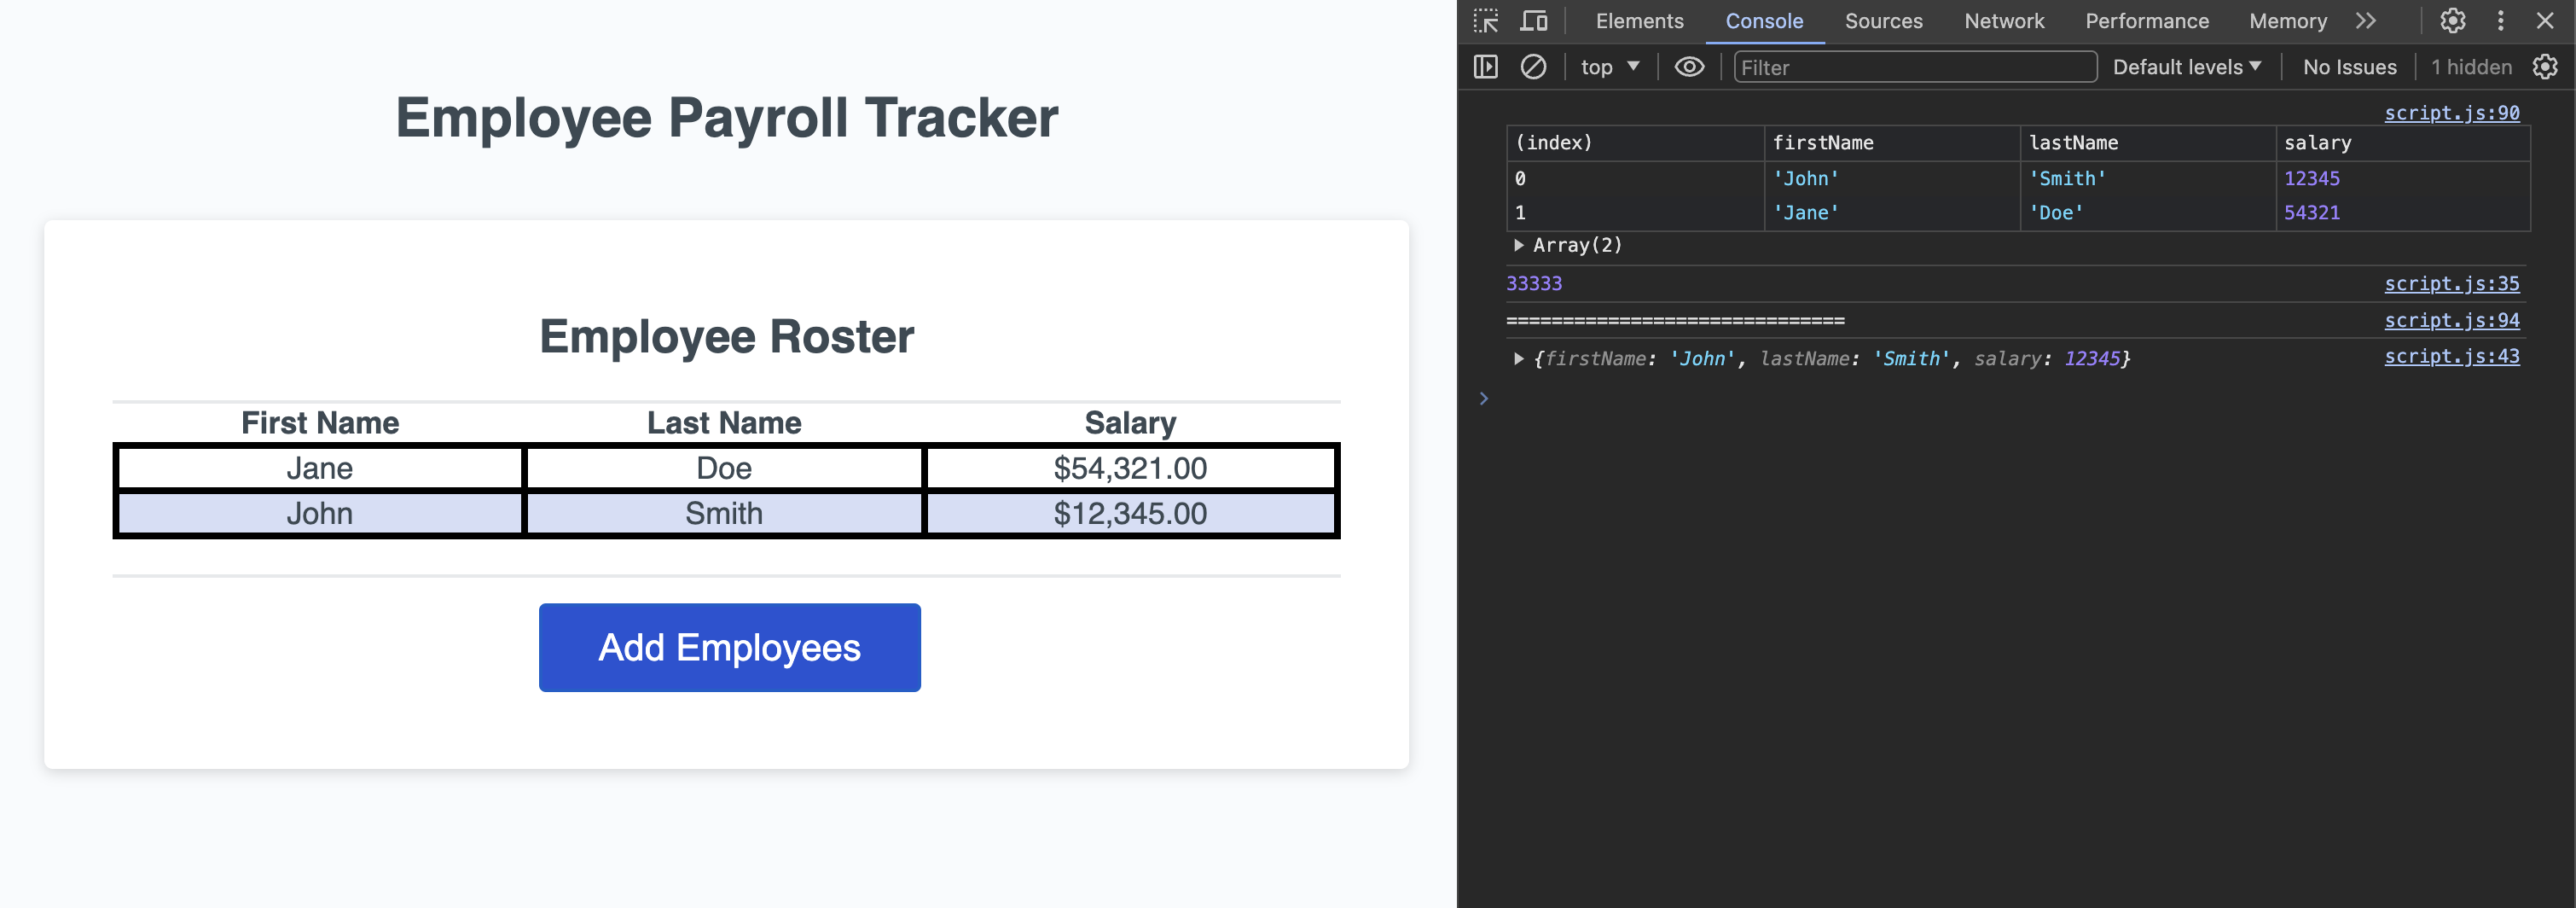 Employee Payroll Tracker
Employee Roster
First Name Last Name Salary
Jane Doe $54,321.00
John Smith $12,345.00
Add Employees
Elements Console Sources Network Performance Memory
top Filter Default levels No Issues 1 hidden
script.js:90
(index) firstName lastName salary
0 'John' 'Smith' 12345
1 'Jane' 'Doe' 54321
Array(2)
33333 script.js:35
============================== script.js:94
{firstName: 'John', lastName: 'Smith', salary: 12345} script.js:43